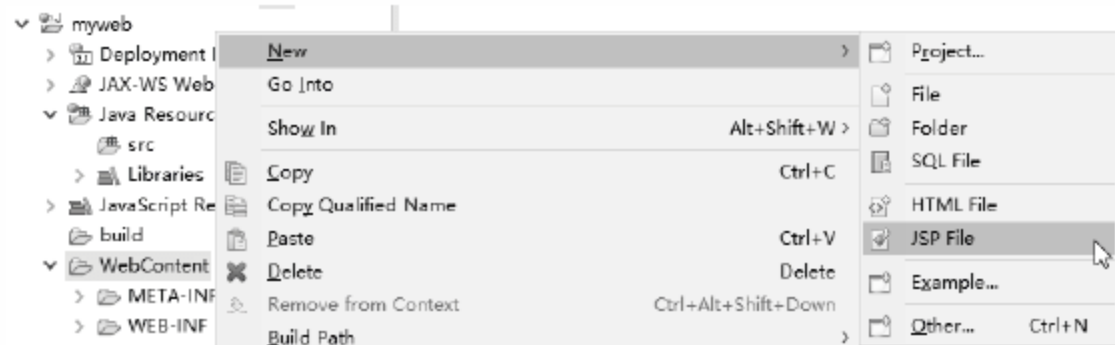 myweb
Deployment
JAX-WS Web
Java Resourc
src
Libraries
JavaScript Re
build
WebContent
META-INF
WEB-INF
New
Go Into
Show In Alt+Shift+W
Copy Ctrl+C
Copy Qualified Name
Paste Ctrl+V
Delete Delete
Remove from Context Ctrl+Alt+Shift+Down
Build Path
Project...
File
Folder
SQL File
HTML File
JSP File
Example...
Other... Ctrl+N